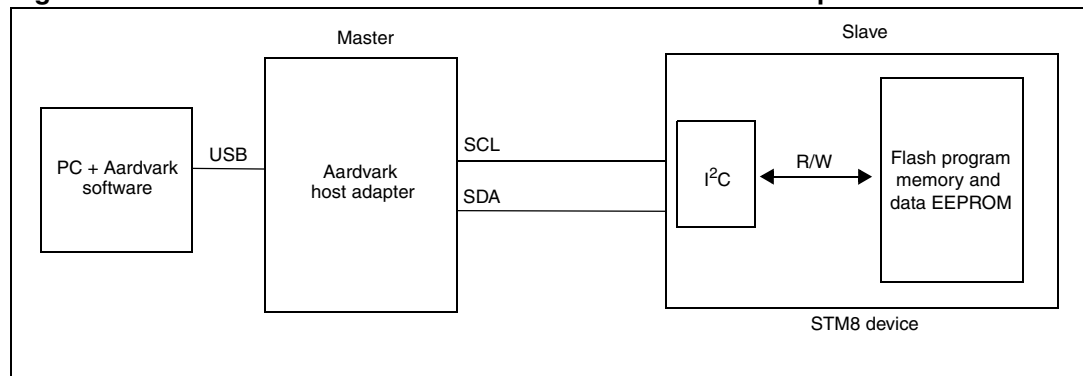 Master
Slave
PC + Aardvark
software
USB
Aardvark
host adapter
SCL
SDA
I²C
R/W
Flash program
memory and
data EEPROM
STM8 device